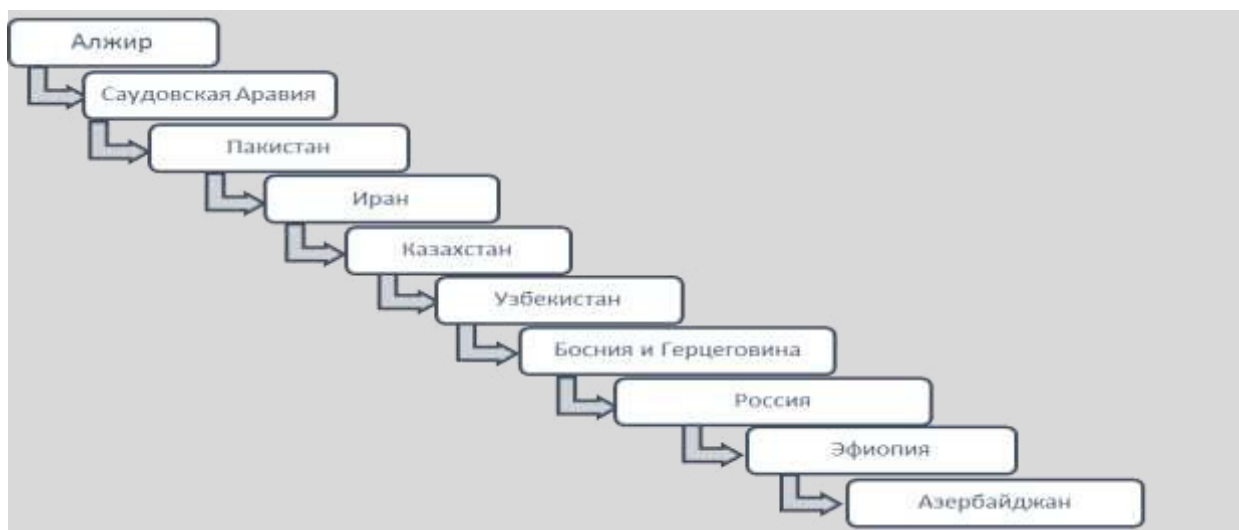 Алжир
Саудовская Аравия
Пакистан
Иран
Казахстан
Узбекистан
Босния и Герцеговина
Россия
Эфиопия
Азербайджан